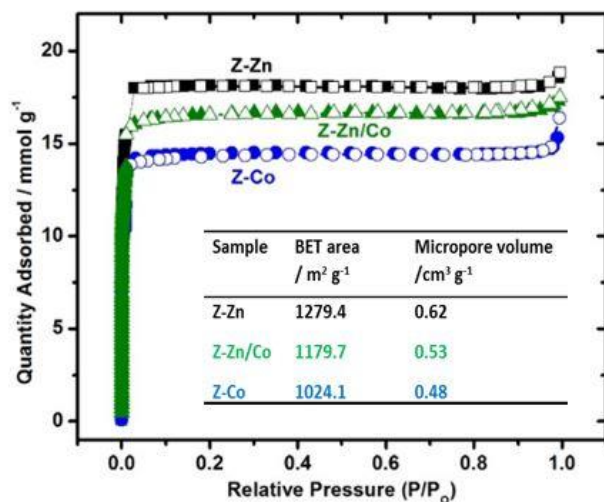 Quantity Adsorbed / mmol g⁻¹
20
15
10
5
0
Z-Zn
Z-Zn/Co
Z-Co
Sample BET area Micropore volume
/ m² g⁻¹ /cm³ g⁻¹
Z-Zn 1279.4 0.62
Z-Zn/Co 1179.7 0.53
Z-Co 1024.1 0.48
0.0 0.2 0.4 0.6 0.8 1.0
Relative Pressure (P/Pₒ)